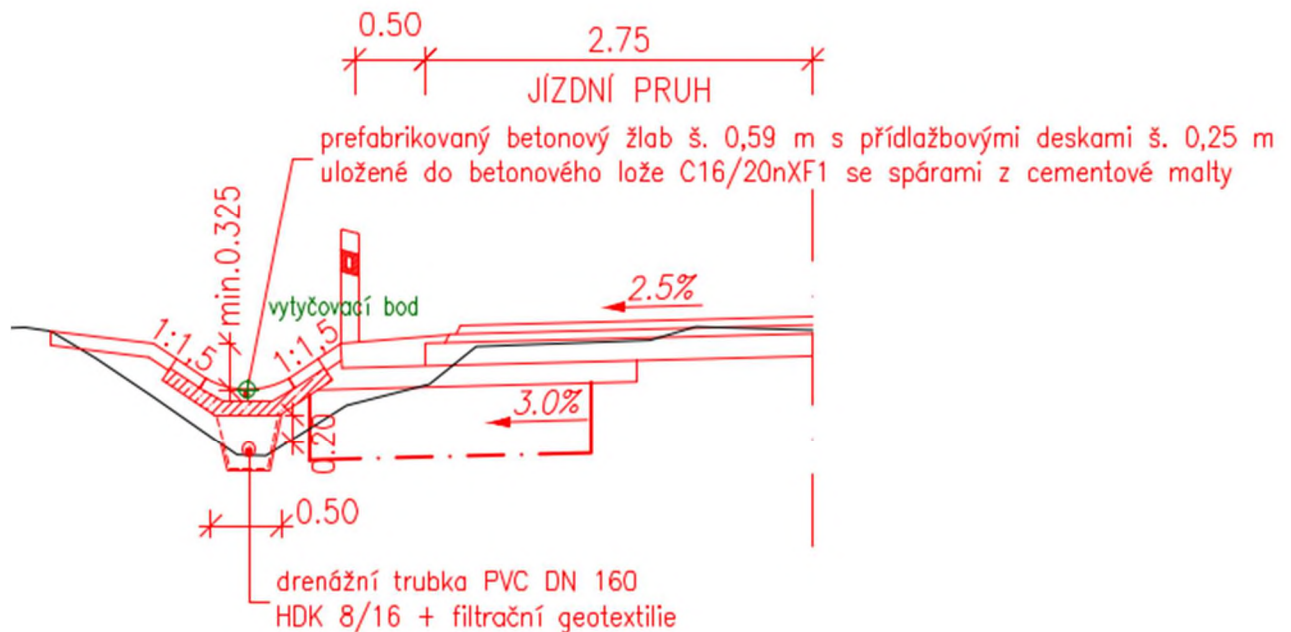 0.50
2.75
JÍZDNÍ PRUH
prefabrikovaný betonový žlab š. 0,59 m s přídlažbovými deskami š. 0,25 m
uložené do betonového lože C16/20nXF1 se spárami z cementové malty
min.0.325
vytyčovací bod
2.5%
1:1.5
1:1.5
3.0%
0.20
0.50
drenážní trubka PVC DN 160
HDK 8/16 + filtrační geotextilie